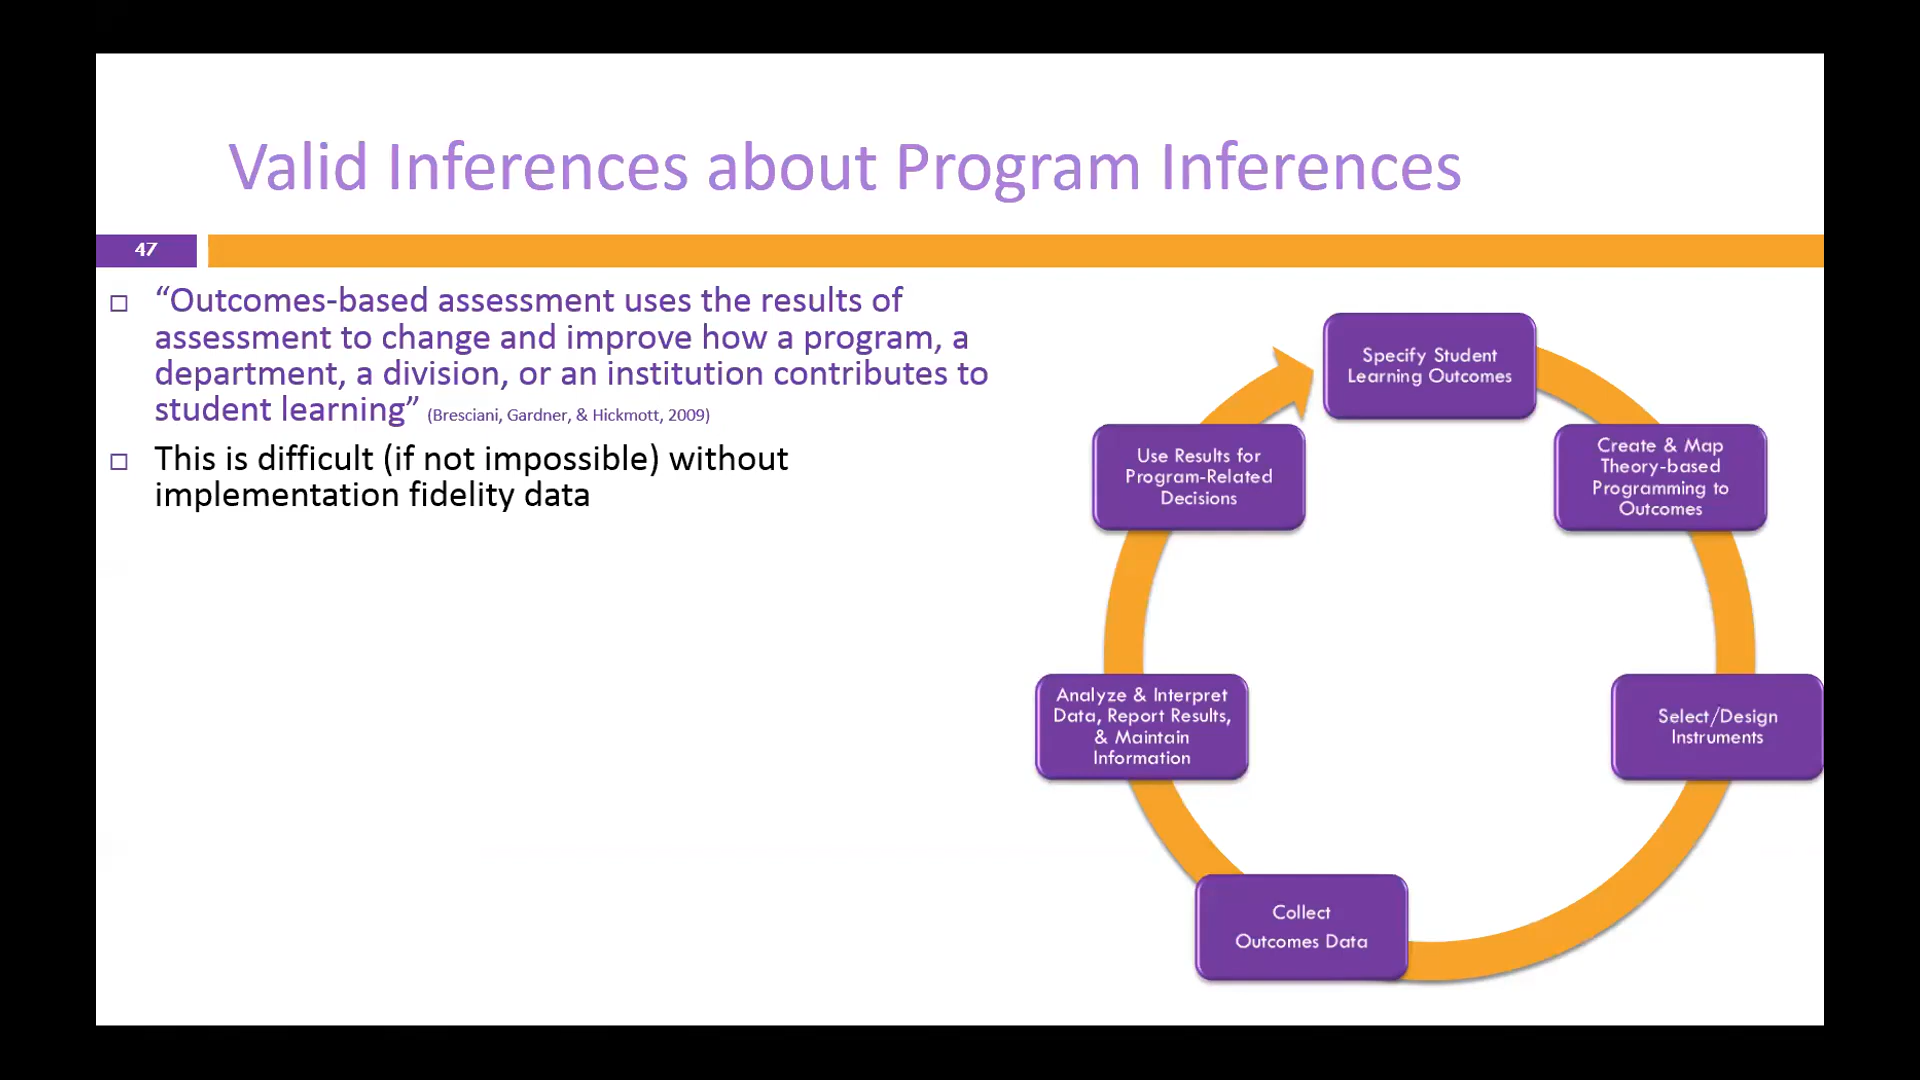 Valid Inferences about Program Inferences
47
“Outcomes-based assessment uses the results of
assessment to change and improve how a program, a
department, a division, or an institution contributes to
student learning” (Bresciani, Gardner, & Hickmott, 2009)
This is difficult (if not impossible) without
implementation fidelity data
Specify Student
Learning Outcomes
Create & Map
Theory-based
Programming to
Outcomes
Select/Design
Instruments
Collect
Outcomes Data
Analyze & Interpret
Data, Report Results,
& Maintain
Information
Use Results for
Program-Related
Decisions